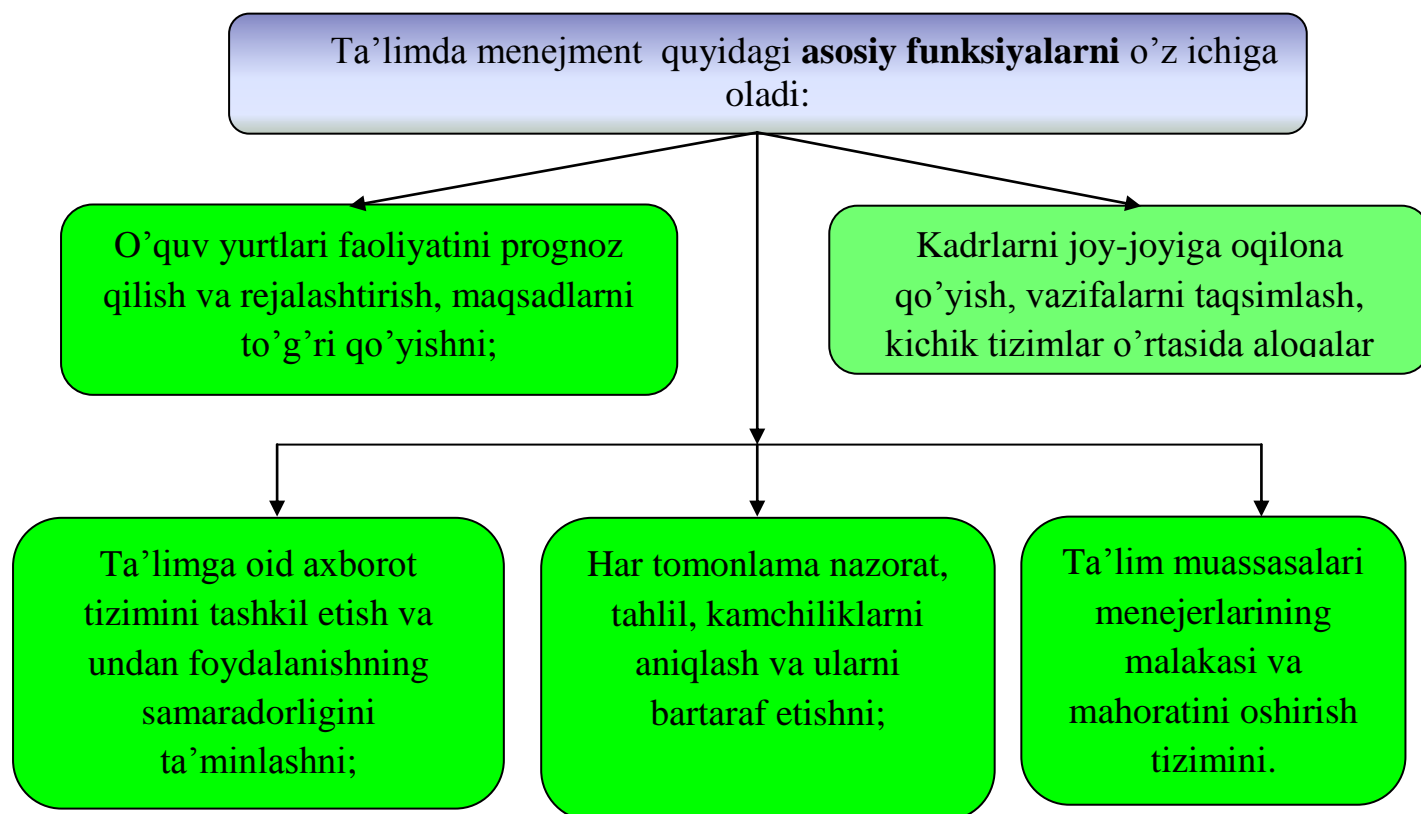 Ta’limda menejment quyidagi asosiy funksiyalarni o’z ichiga
oladi:
O’quv yurtlari faoliyatini prognoz
qilish va rejalashtirish, maqsadlarni
to’g’ri qo’yishni;
Kadrlarni joy-joyiga oqilona
qo’yish, vazifalarni taqsimlash,
kichik tizimlar o’rtasida aloqalar
Ta’limga oid axborot
tizimini tashkil etish va
undan foydalanishning
samaradorligini
ta’minlashni;
Har tomonlama nazorat,
tahlil, kamchiliklarni
aniqlash va ularni
bartaraf etishni;
Ta’lim muassasalari
menejerlarining
malakasi va
mahoratini oshirish
tizimini.